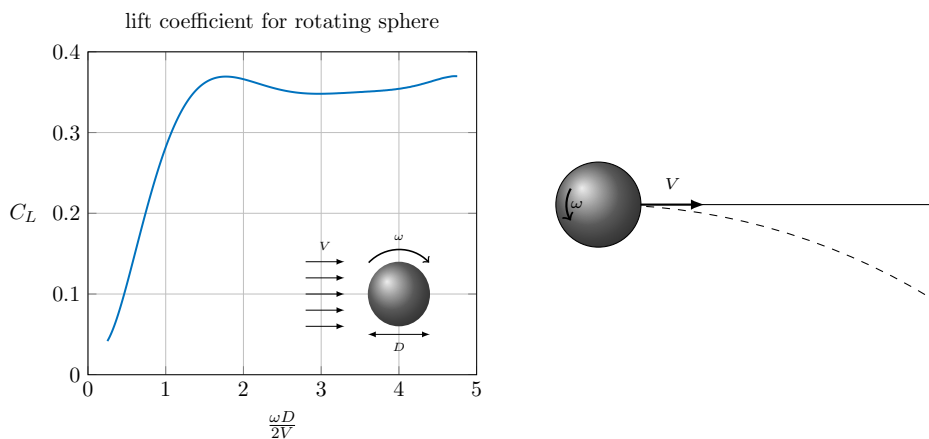 lift coefficient for rotating sphere
0.4
0.3
0.2
0.1
0
C_L
0 1 2 3 4 5
ωD
2V
V
ω
D
V
ω